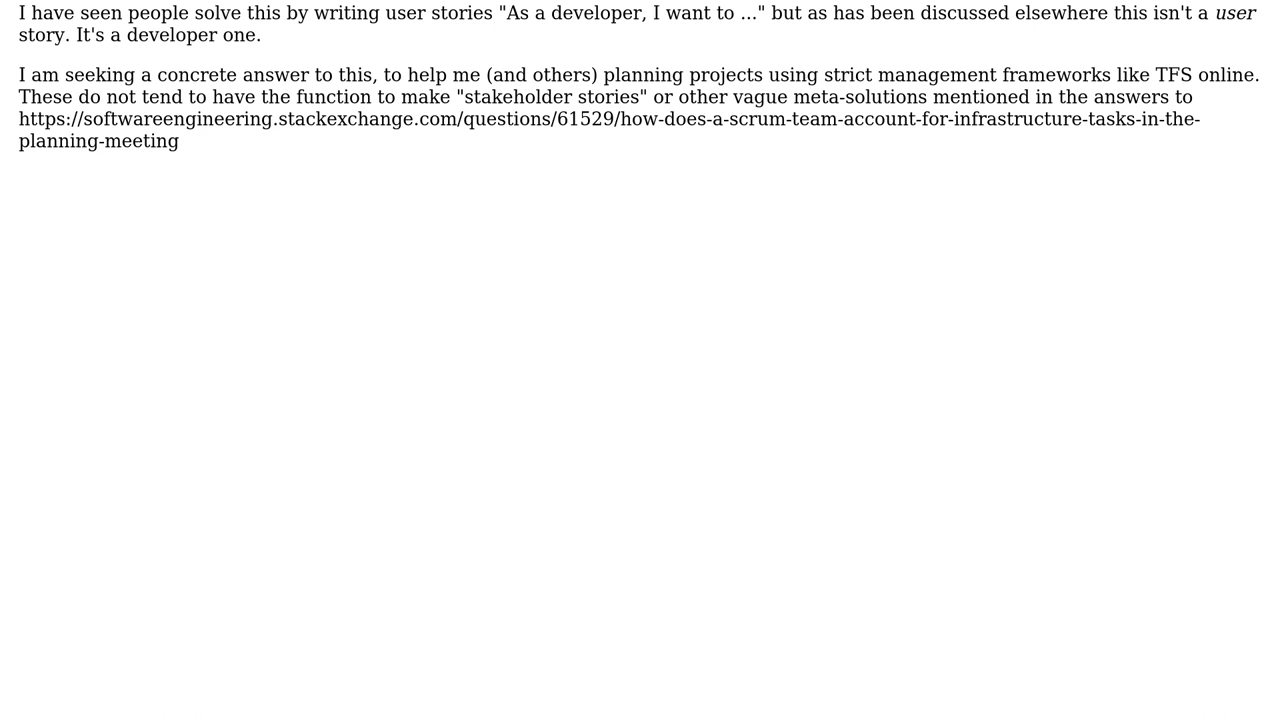 I have seen people solve this by writing user stories "As a developer, I want to ..." but as has been discussed elsewhere this isn't a user
story. It's a developer one.
I am seeking a concrete answer to this, to help me (and others) planning projects using strict management frameworks like TFS online.
These do not tend to have the function to make "stakeholder stories" or other vague meta-solutions mentioned in the answers to
https://softwareengineering.stackexchange.com/questions/61529/how-does-a-scrum-team-account-for-infrastructure-tasks-in-the-
planning-meeting